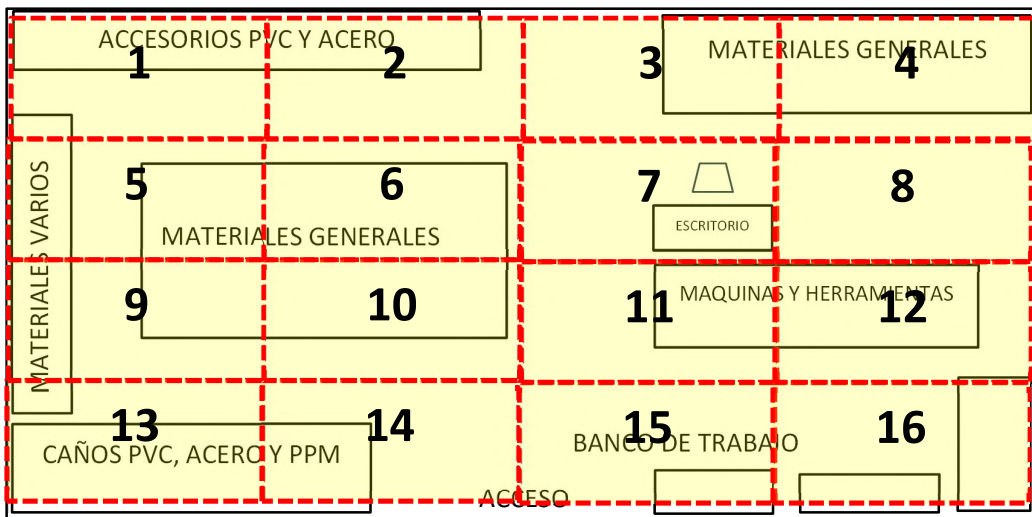 ACCESORIOS PVC Y ACERO
MATERIALES GENERALES
1
2
3
4
5
6
7
8
MATERIALES VARIOS
ESCRITORIO
MATERIALES GENERALES
9
10
11
12
MAQUINAS Y HERRAMIENTAS
13
14
15
16
CAÑOS PVC, ACERO Y PPM
BANCO DE TRABAJO
ACCESO